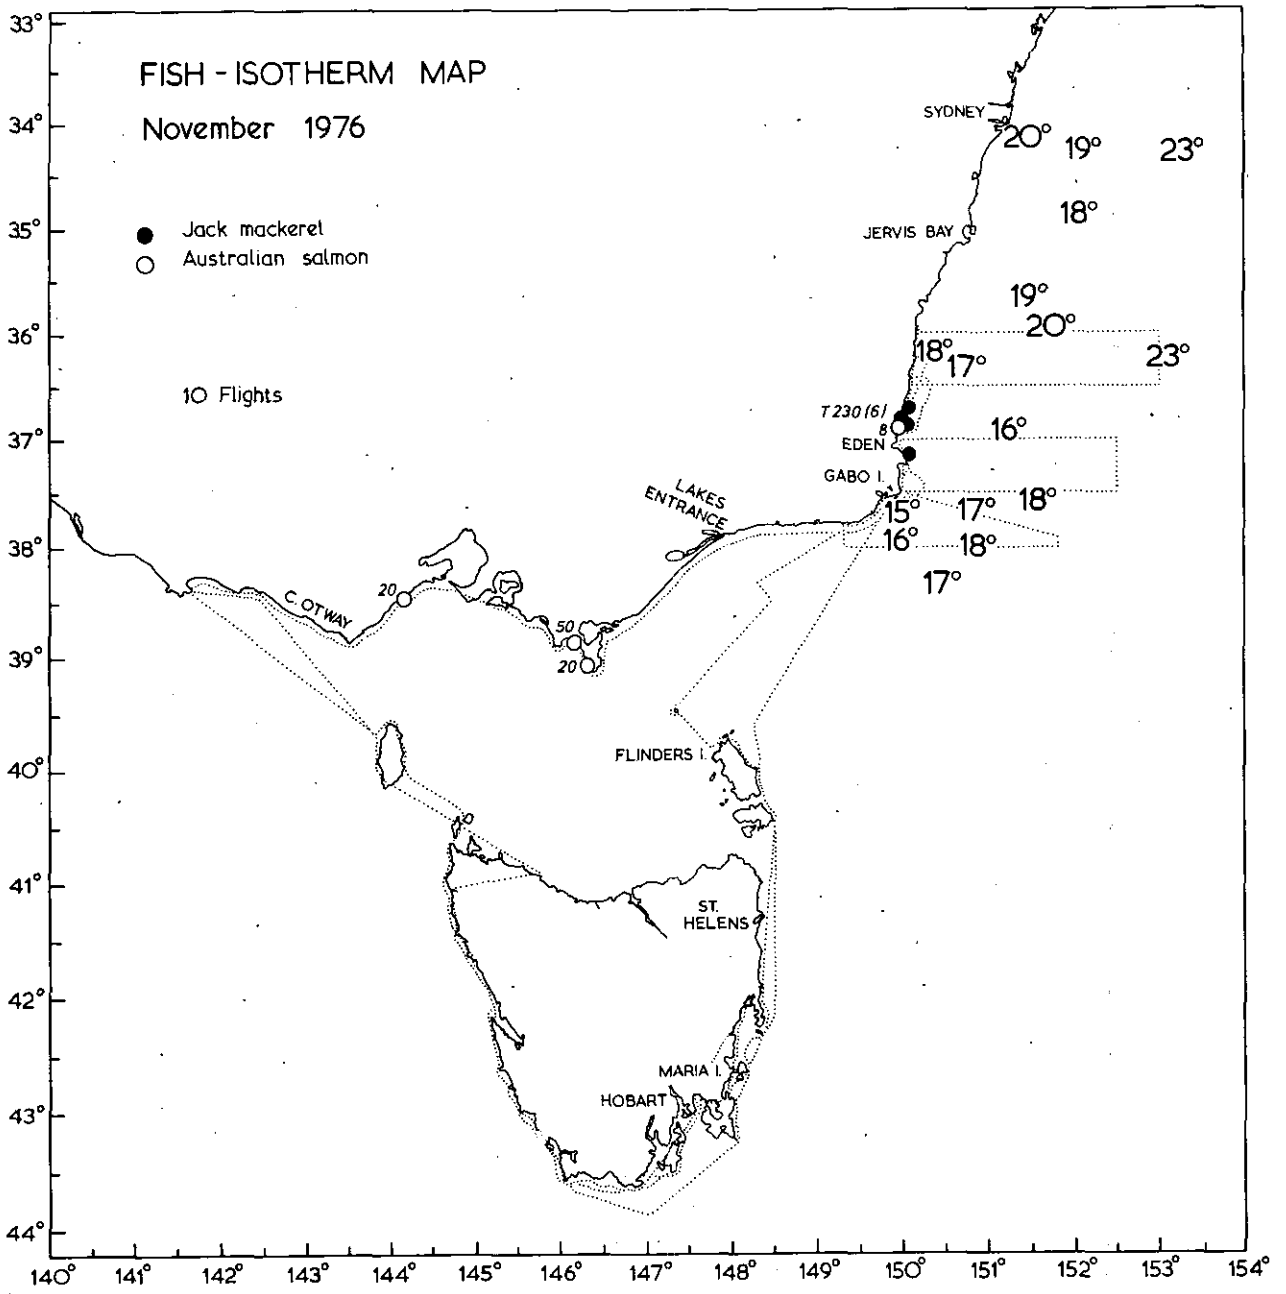 33°
FISH - ISOTHERM MAP
November 1976
SYDNEY
34°
20°
19°
23°
18°
Jack mackerel
Australian salmon
35°
JERVIS BAY
19°
20°
36°
18°
17°
23°
10 Flights
T 230 (6)
8
16°
37°
EDEN
GABO I.
LAKES
ENTRANCE
15°
17°
18°
38°
16°
18°
17°
20
C. OTWAY
50
39°
20
FLINDERS I.
40°
41°
ST.
HELENS
42°
MARIA I.
43°
HOBART
44°
140° 141° 142° 143° 144° 145° 146° 147° 148° 149° 150° 151° 152° 153° 154°